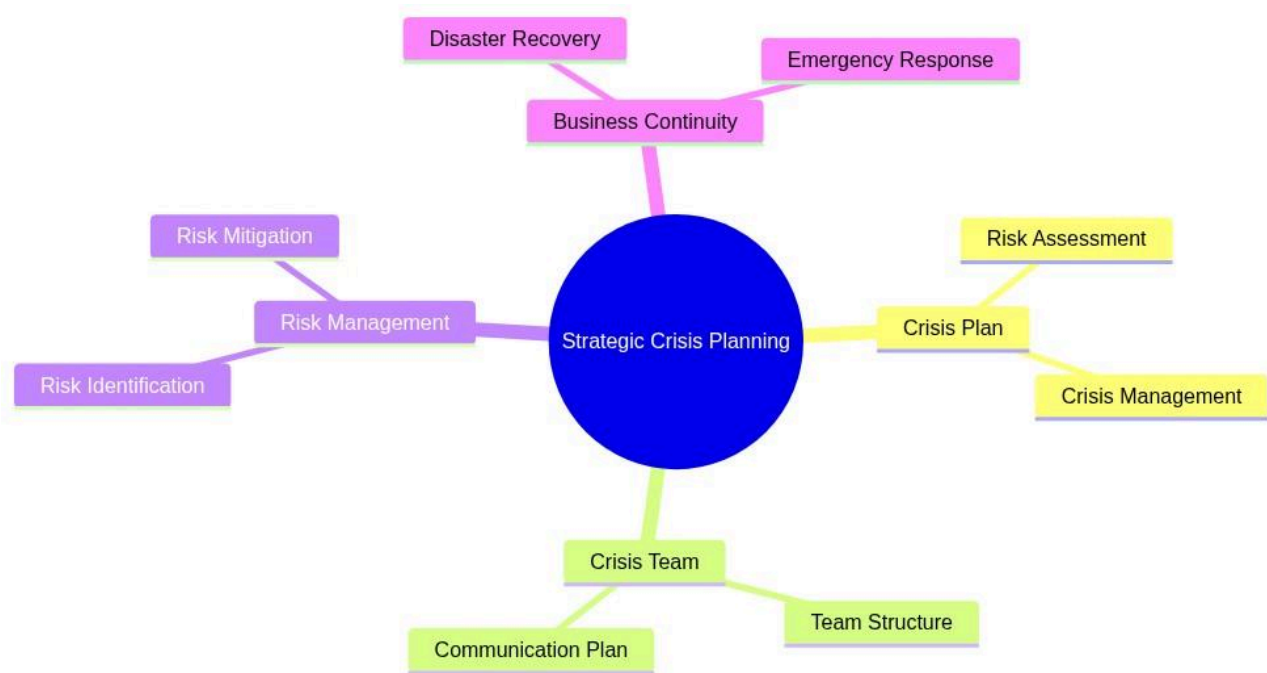 Disaster Recovery
Emergency Response
Business Continuity
Risk Mitigation
Risk Assessment
Risk Management
Strategic Crisis Planning
Crisis Plan
Risk Identification
Crisis Management
Crisis Team
Team Structure
Communication Plan